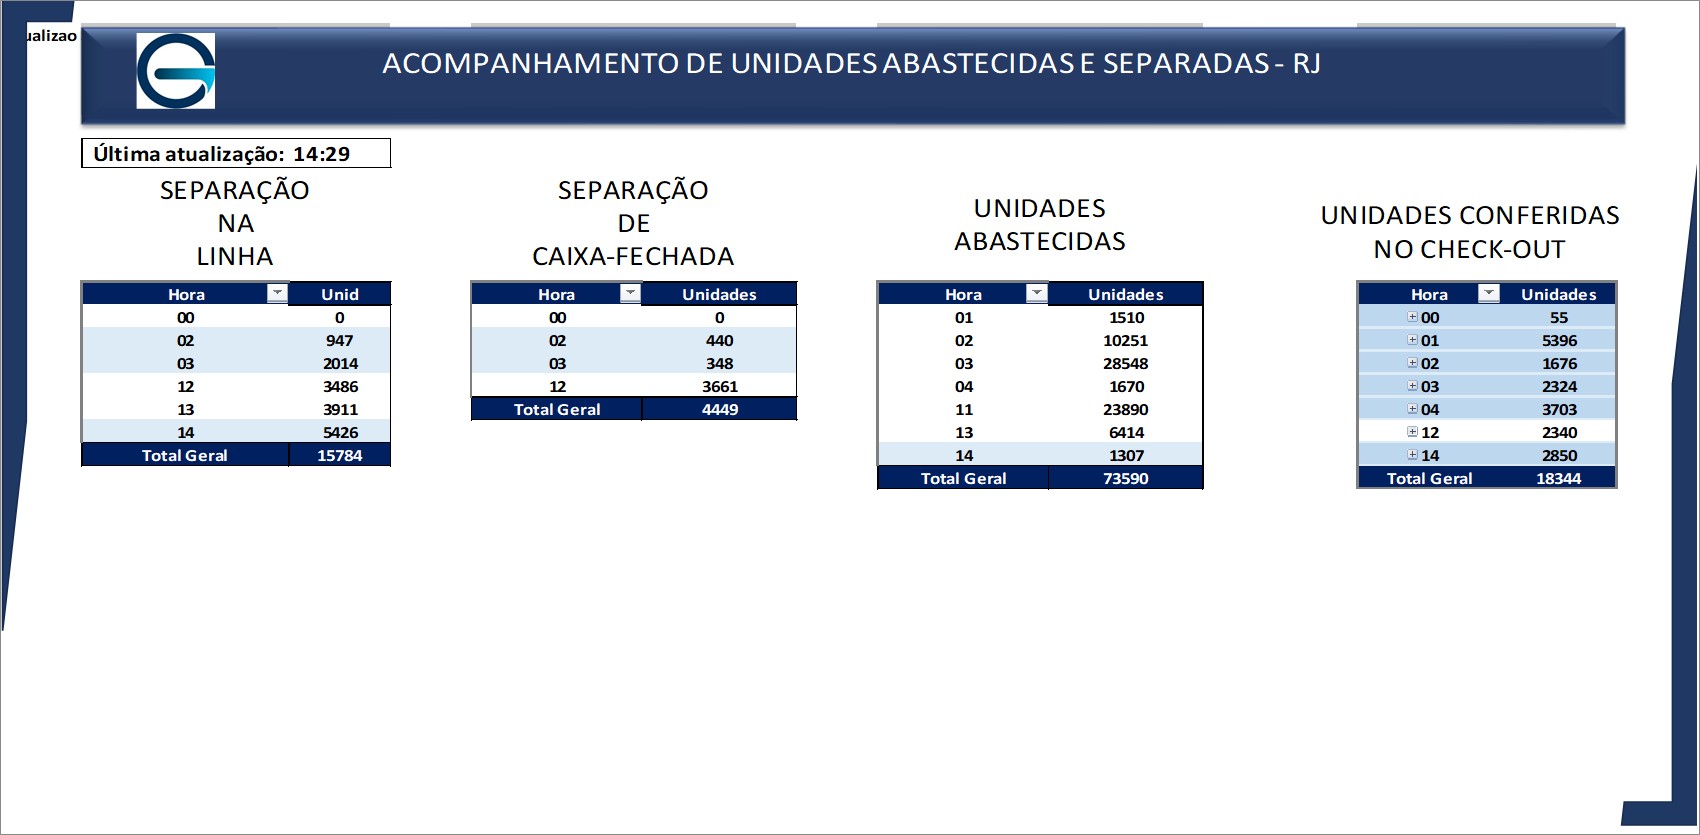 ualizao
ACOMPANHAMENTO DE UNIDADES ABASTECIDAS E SEPARADAS - RJ
Última atualização: 14:29
SEPARAÇÃO
NA
LINHA
Hora Unid
00 0
02 947
03 2014
12 3486
13 3911
14 5426
Total Geral 15784
SEPARAÇÃO
DE
CAIXA-FECHADA
Hora Unidades
00 0
02 440
03 348
12 3661
Total Geral 4449
UNIDADES
ABASTECIDAS
Hora Unidades
01 1510
02 10251
03 28548
04 1670
11 23890
13 6414
14 1307
Total Geral 73590
UNIDADES CONFERIDAS
NO CHECK-OUT
Hora Unidades
00 55
01 5396
02 1676
03 2324
04 3703
12 2340
14 2850
Total Geral 18344